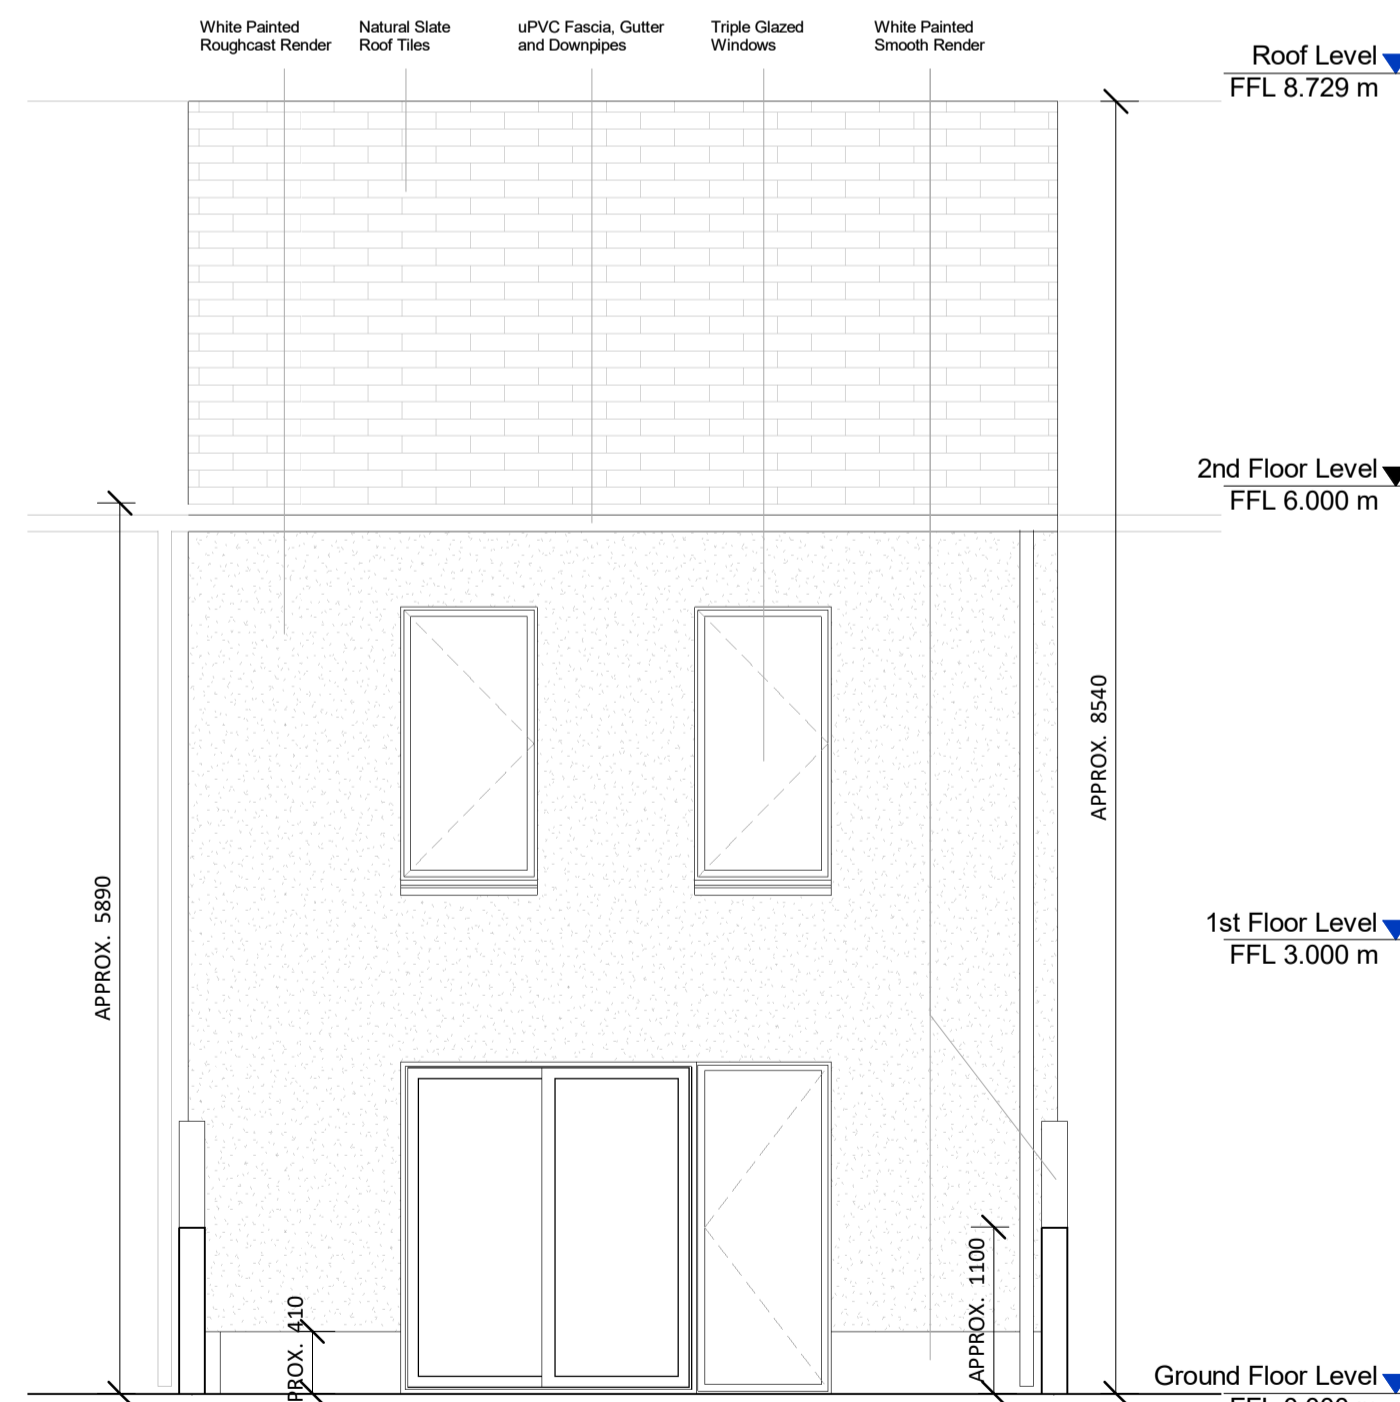 White Painted
Roughcast Render
Natural Slate
Roof Tiles
uPVC Fascia, Gutter
and Downpipes
Triple Glazed
Windows
White Painted
Smooth Render
Roof Level
FFL 8.729 m
2nd Floor Level
FFL 6.000 m
APPROX. 8540
APPROX. 5890
1st Floor Level
FFL 3.000 m
APPROX. 1100
410
Ground Floor Level